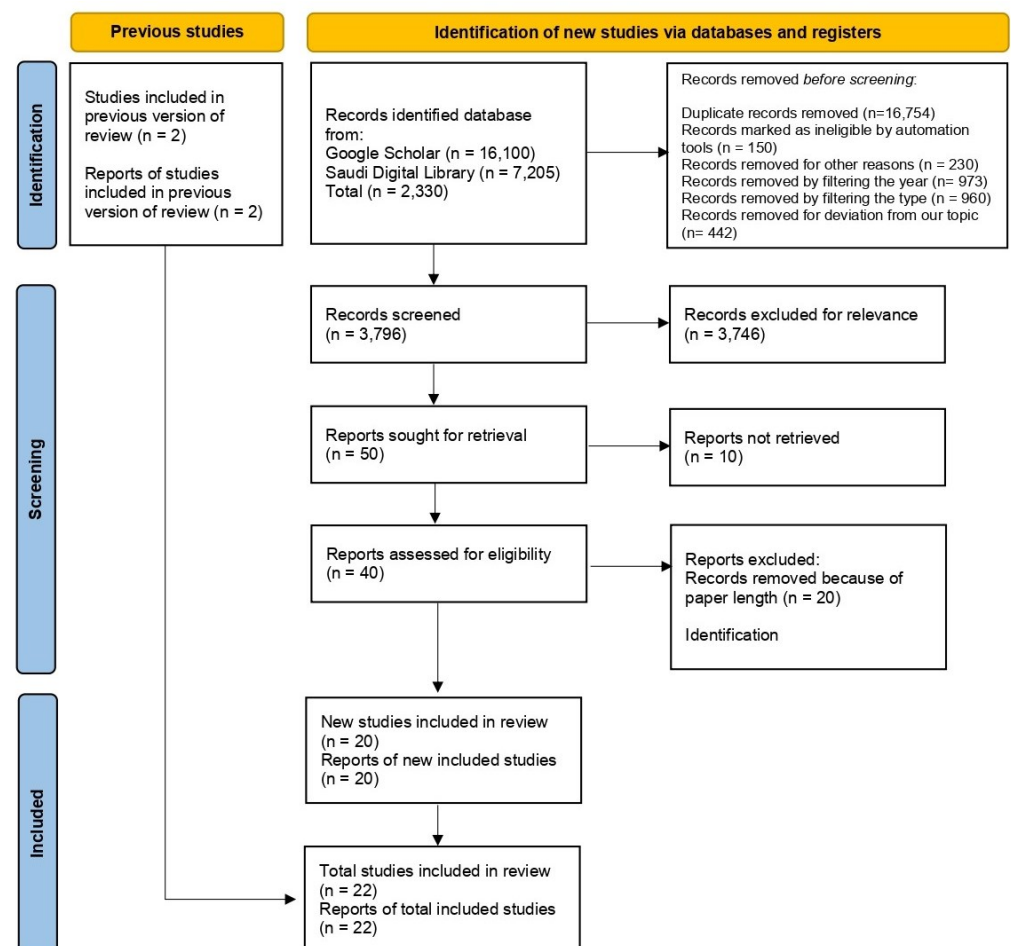 Previous studies
Identification of new studies via databases and registers
Identification
Studies included in
previous version of
review (n = 2)
Reports of studies
included in previous
version of review (n = 2)
Records identified database
from:
Google Scholar (n = 16,100)
Saudi Digital Library (n = 7,205)
Total (n = 2,330)
Records removed before screening:
Duplicate records removed (n=16,754)
Records marked as ineligible by automation
tools (n = 150)
Records removed for other reasons (n = 230)
Records removed by filtering the year (n= 973)
Records removed by filtering the type (n = 960)
Records removed for deviation from our topic
(n= 442)
Screening
Records screened
(n = 3,796)
Records excluded for relevance
(n = 3,746)
Reports sought for retrieval
(n = 50)
Reports not retrieved
(n = 10)
Reports assessed for eligibility
(n = 40)
Reports excluded:
Records removed because of
paper length (n = 20)
Identification
Included
New studies included in review
(n = 20)
Reports of new included studies
(n = 20)
Total studies included in review
(n = 22)
Reports of total included studies
(n = 22)